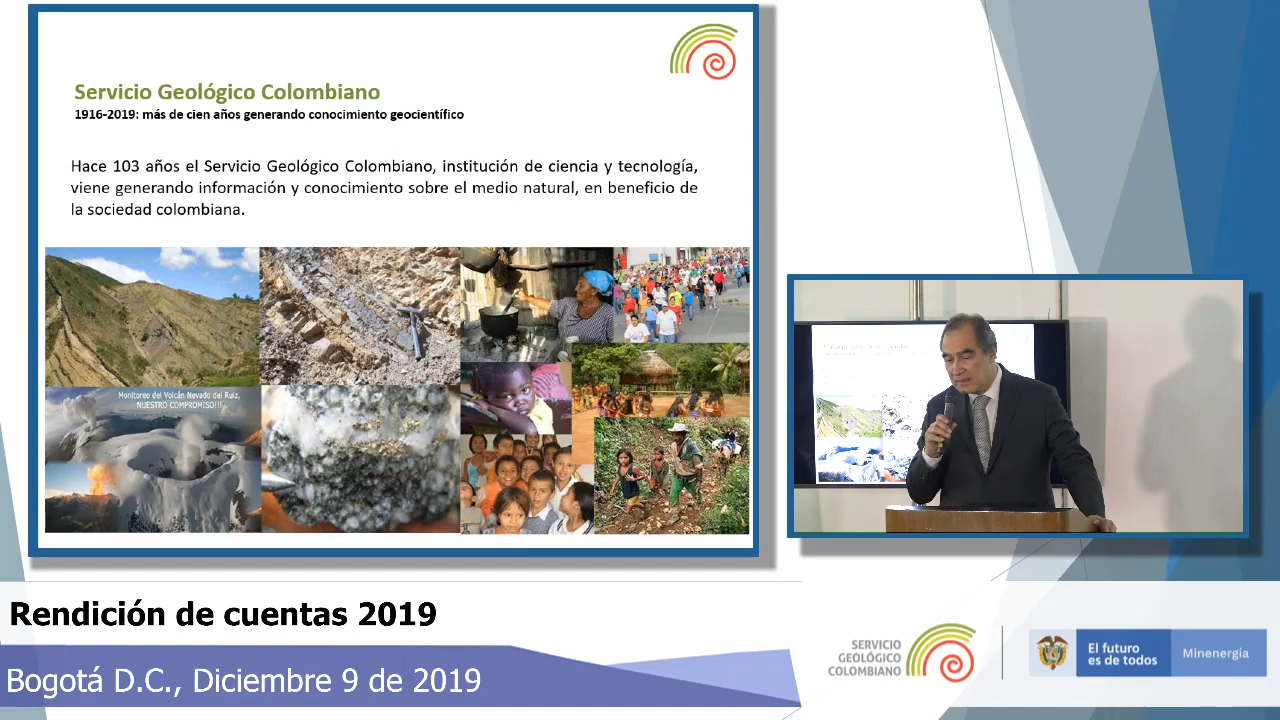 Servicio Geológico Colombiano
1916-2019: más de cien años generando conocimiento geocientífico
Hace 103 años el Servicio Geológico Colombiano, institución de ciencia y tecnología,
viene generando información y conocimiento sobre el medio natural, en beneficio de
la sociedad colombiana.
Monitoreo del Volcán Nevado del Ruiz,
NUESTRO COMPROMISO!!!
Rendición de cuentas 2019
Bogotá D.C., Diciembre 9 de 2019
SERVICIO
GEOLÓGICO
COLOMBIANO
El futuro
es de todos
Minenergía